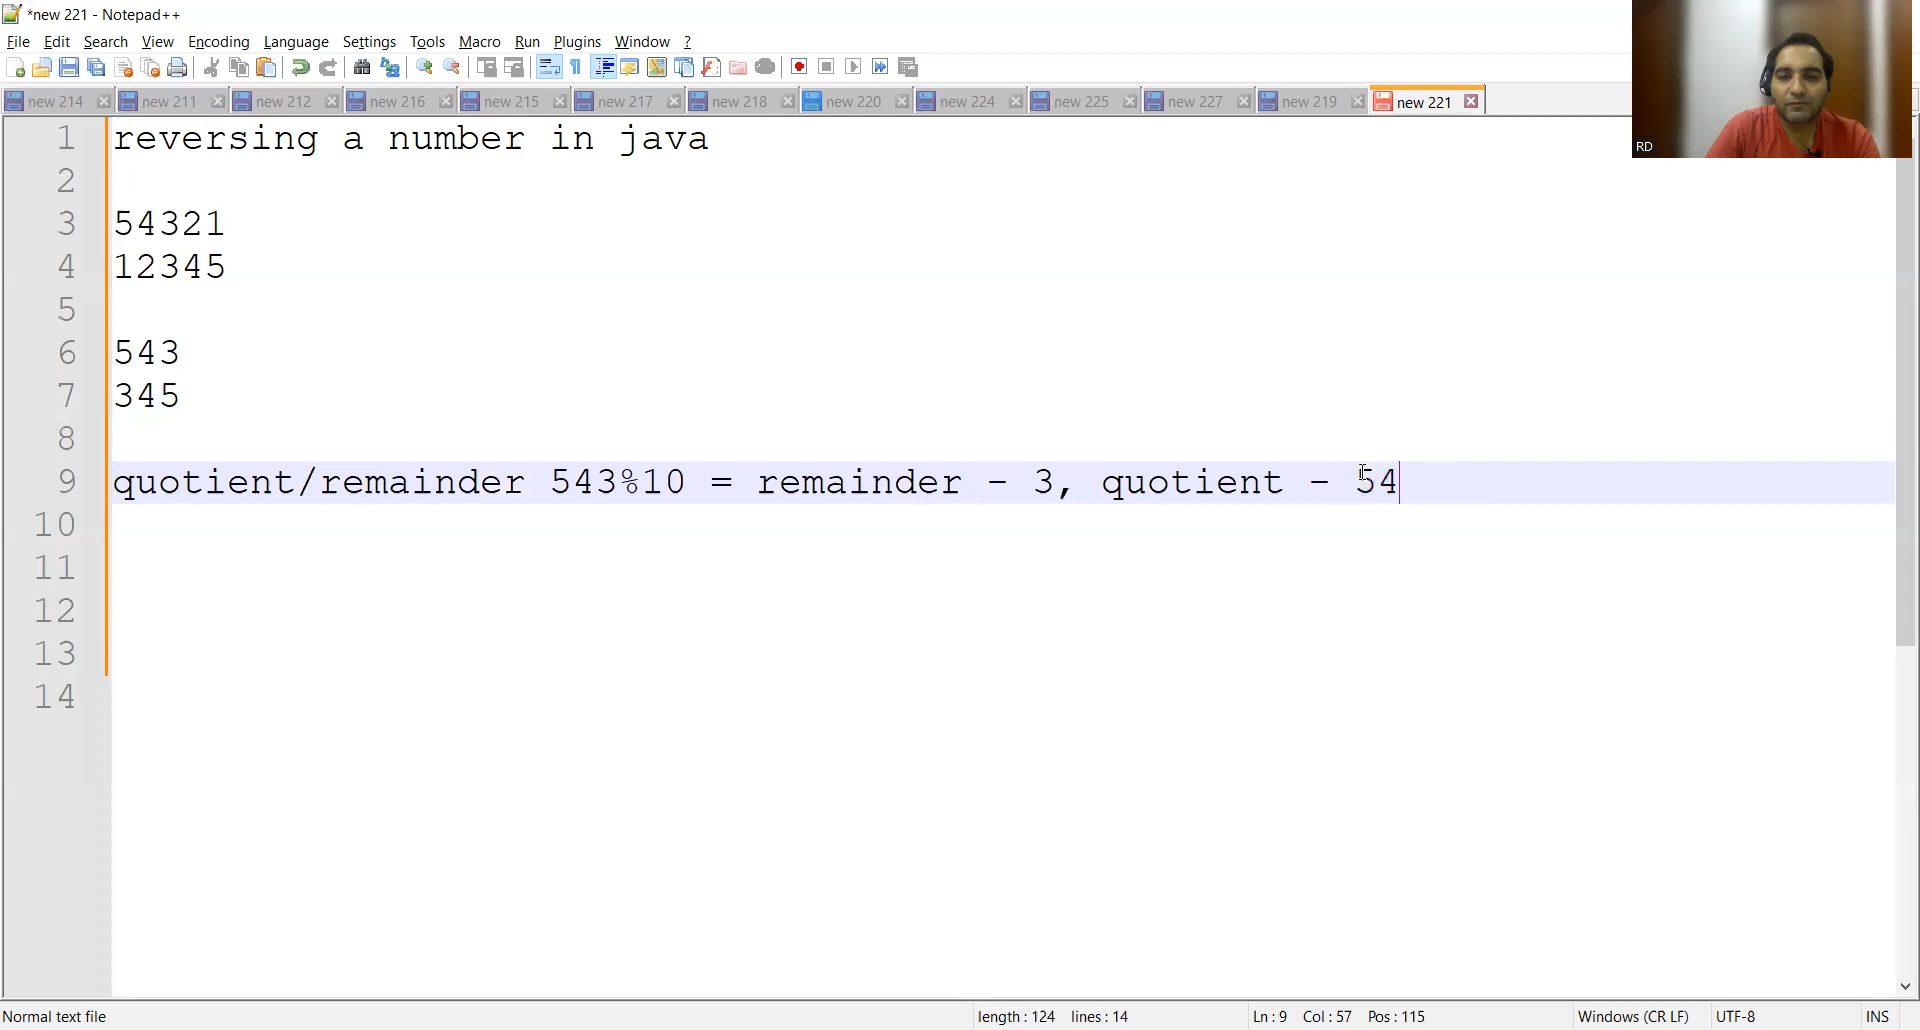 *new 221 - Notepad++
File Edit Search View Encoding Language Settings Tools Macro Run Plugins Window ?
new 214 new 211 new 212 new 216 new 215 new 217 new 218 new 220 new 224 new 225 new 227 new 219 new 221
RD
1 reversing a number in java
2
3 54321
4 12345
5
6 543
7 345
8
9 quotient/remainder 543%10 = remainder - 3, quotient - 54
10
11
12
13
14
Normal text file length : 124 lines : 14 Ln : 9 Col : 57 Pos : 115 Windows (CR LF) UTF-8 INS